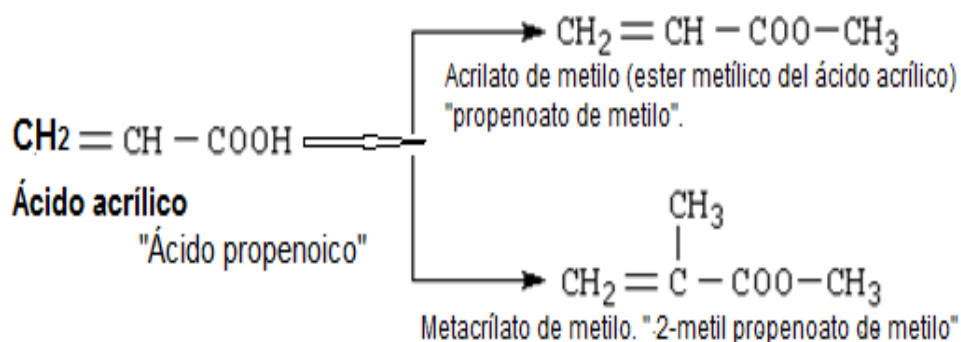 CH2=CH-COO-CH3
Acrilato de metilo (ester metílico del ácido acrílico)
"propenoato de metilo".
CH2=CH-COOH
Ácido acrílico
"Ácido propenoico"
CH3
CH2=C-COO-CH3
Metacrílato de metilo. "·2-metil propenoato de metilo"